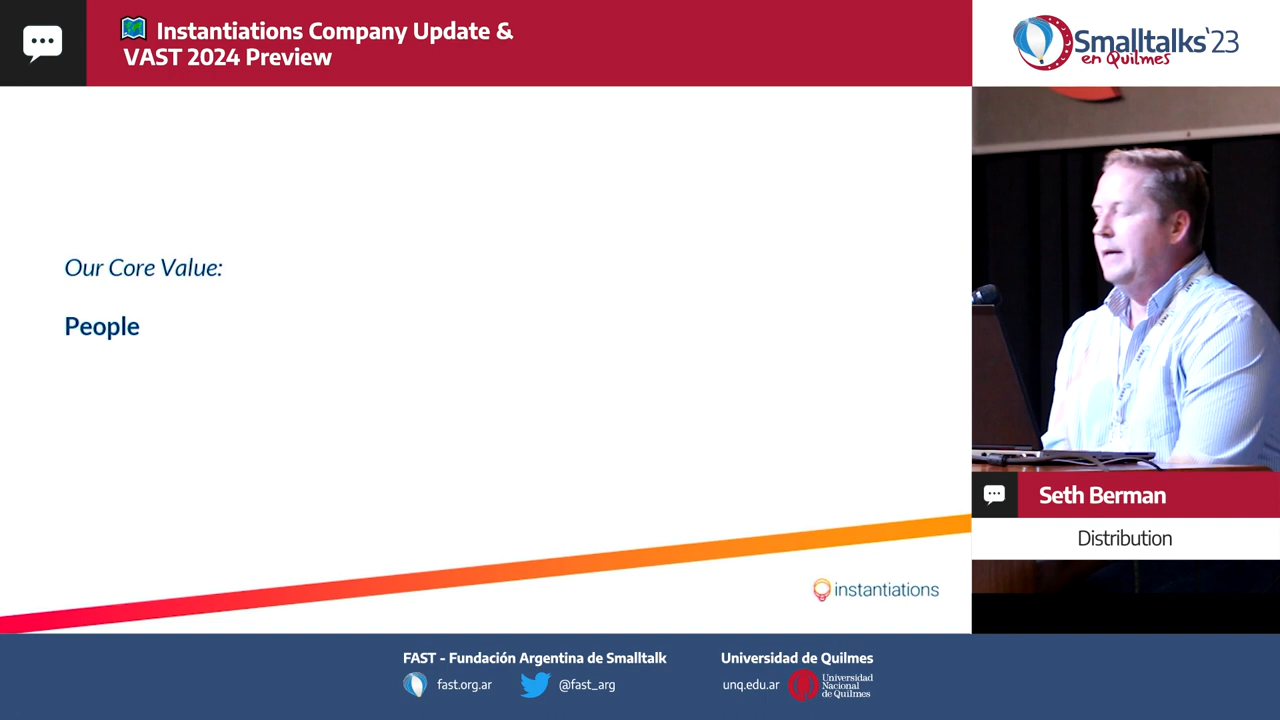 Instantiations Company Update &
VAST 2024 Preview
Smalltalks'23
en Quilmes
Our Core Value:
People
instantiations
Seth Berman
Distribution
FAST - Fundación Argentina de Smalltalk
fast.org.ar
@fast_arg
Universidad de Quilmes
unq.edu.ar
Universidad
Nacional
de Quilmes